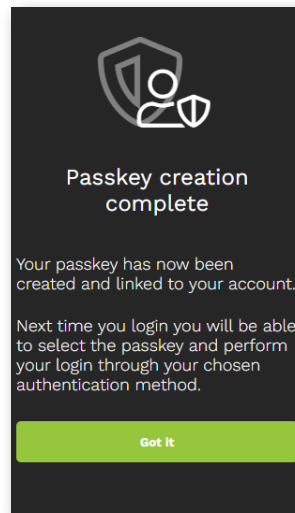 Passkey creation
complete
Your passkey has now been
created and linked to your account.
Next time you login you will be able
to select the passkey and perform
your login through your chosen
authentication method.
Got it